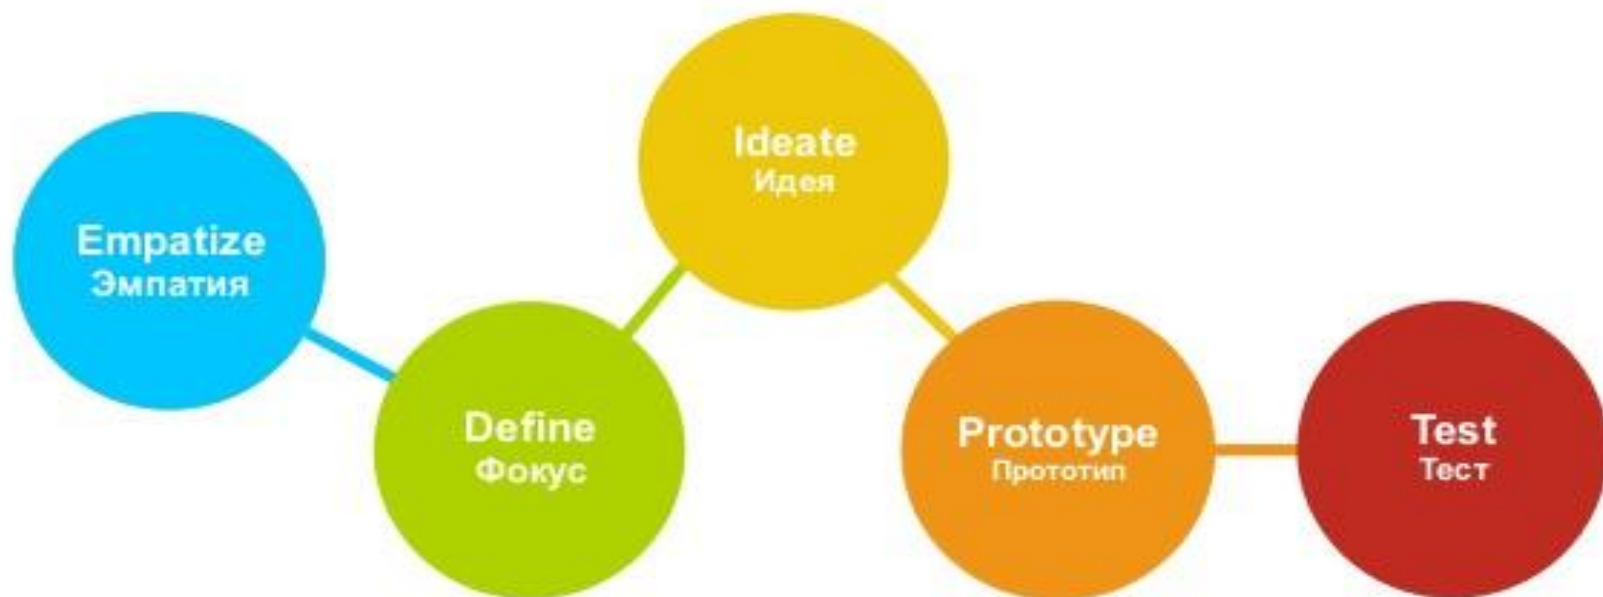 Empatize
Эмпатия
Define
Фокус
Ideate
Идея
Prototype
Прототип
Test
Тест